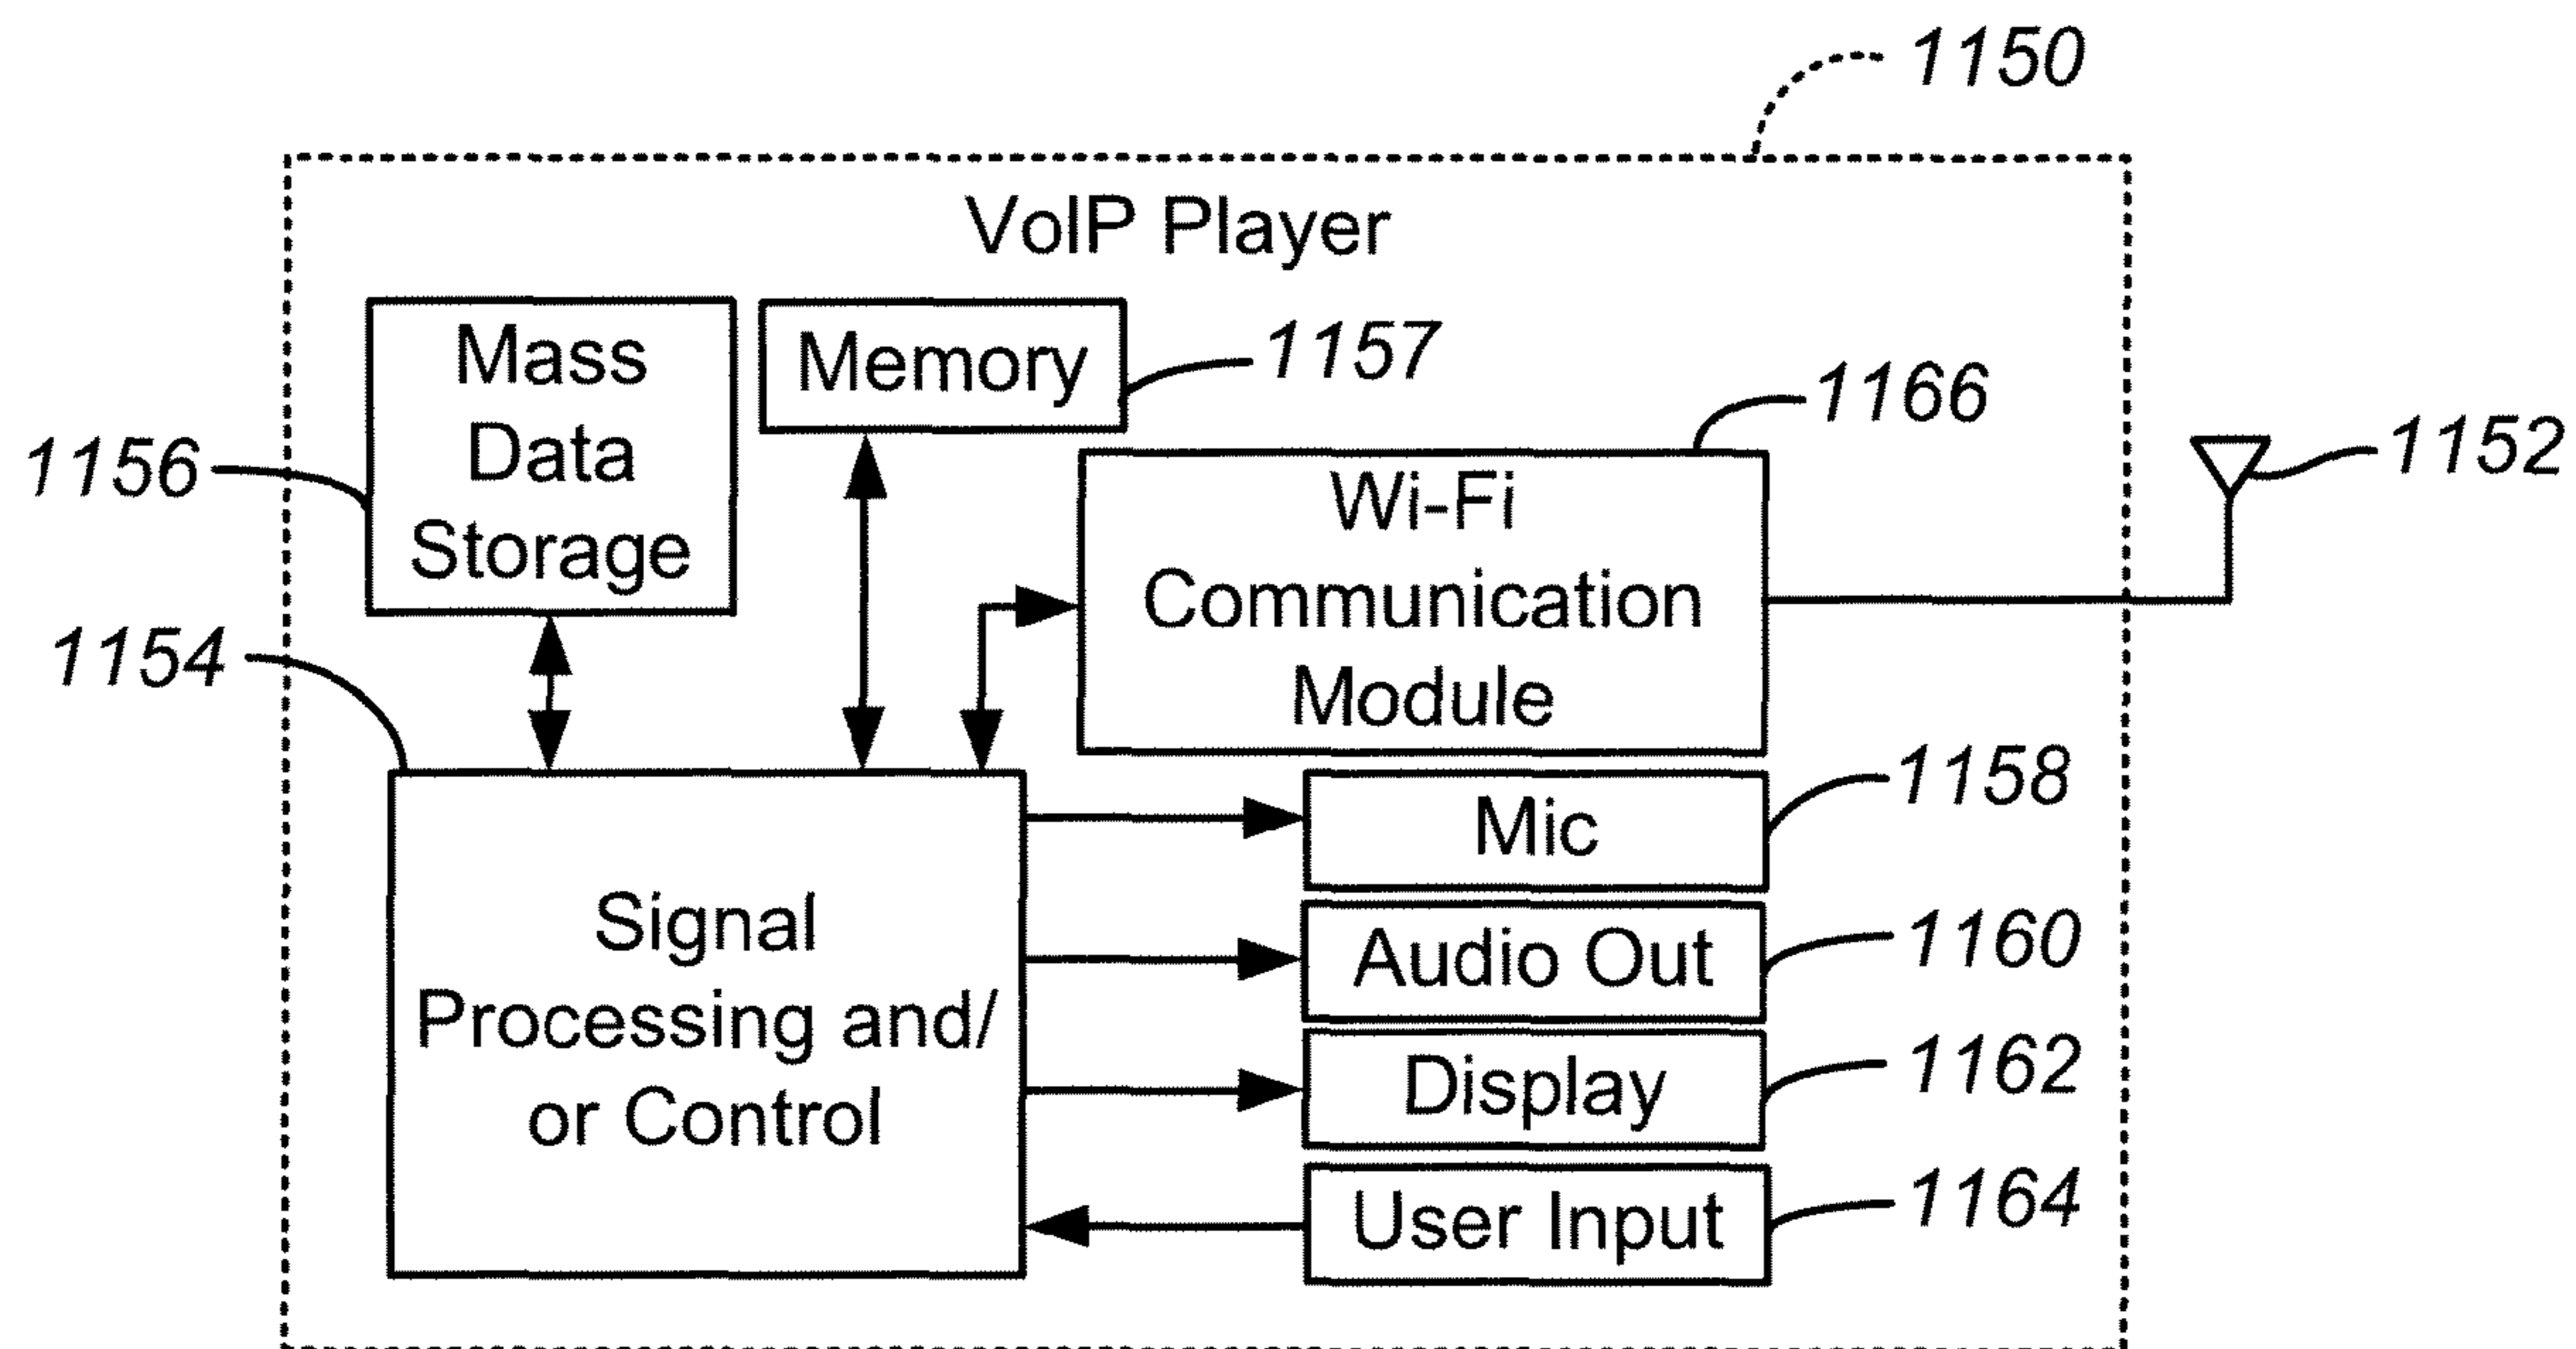 1150
VoIP Player
Mass
Data
Storage
Memory
1157
1166
1156
Wi-Fi
Communication
Module
1152
1154
Signal
Processing and/
or Control
Mic
1158
Audio Out
1160
Display
1162
User Input
1164